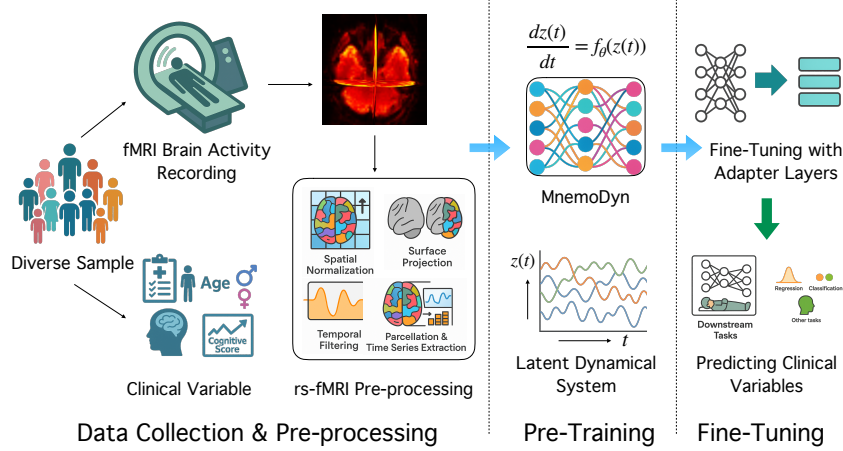 fMRI Brain Activity
Recording
Diverse Sample
Age
Cognitive
Score
Clinical Variable
Spatial
Normalization
Surface
Projection
Temporal
Filtering
Parcellation &
Time Series Extraction
rs-fMRI Pre-processing
Data Collection & Pre-processing
dz(t)
dt
= fθ(z(t))
MnemoDyn
z(t)
t
Latent Dynamical
System
Pre-Training
Fine-Tuning with
Adapter Layers
Downstream
Tasks
Regression
Classification
Other tasks
Predicting Clinical
Variables
Fine-Tuning